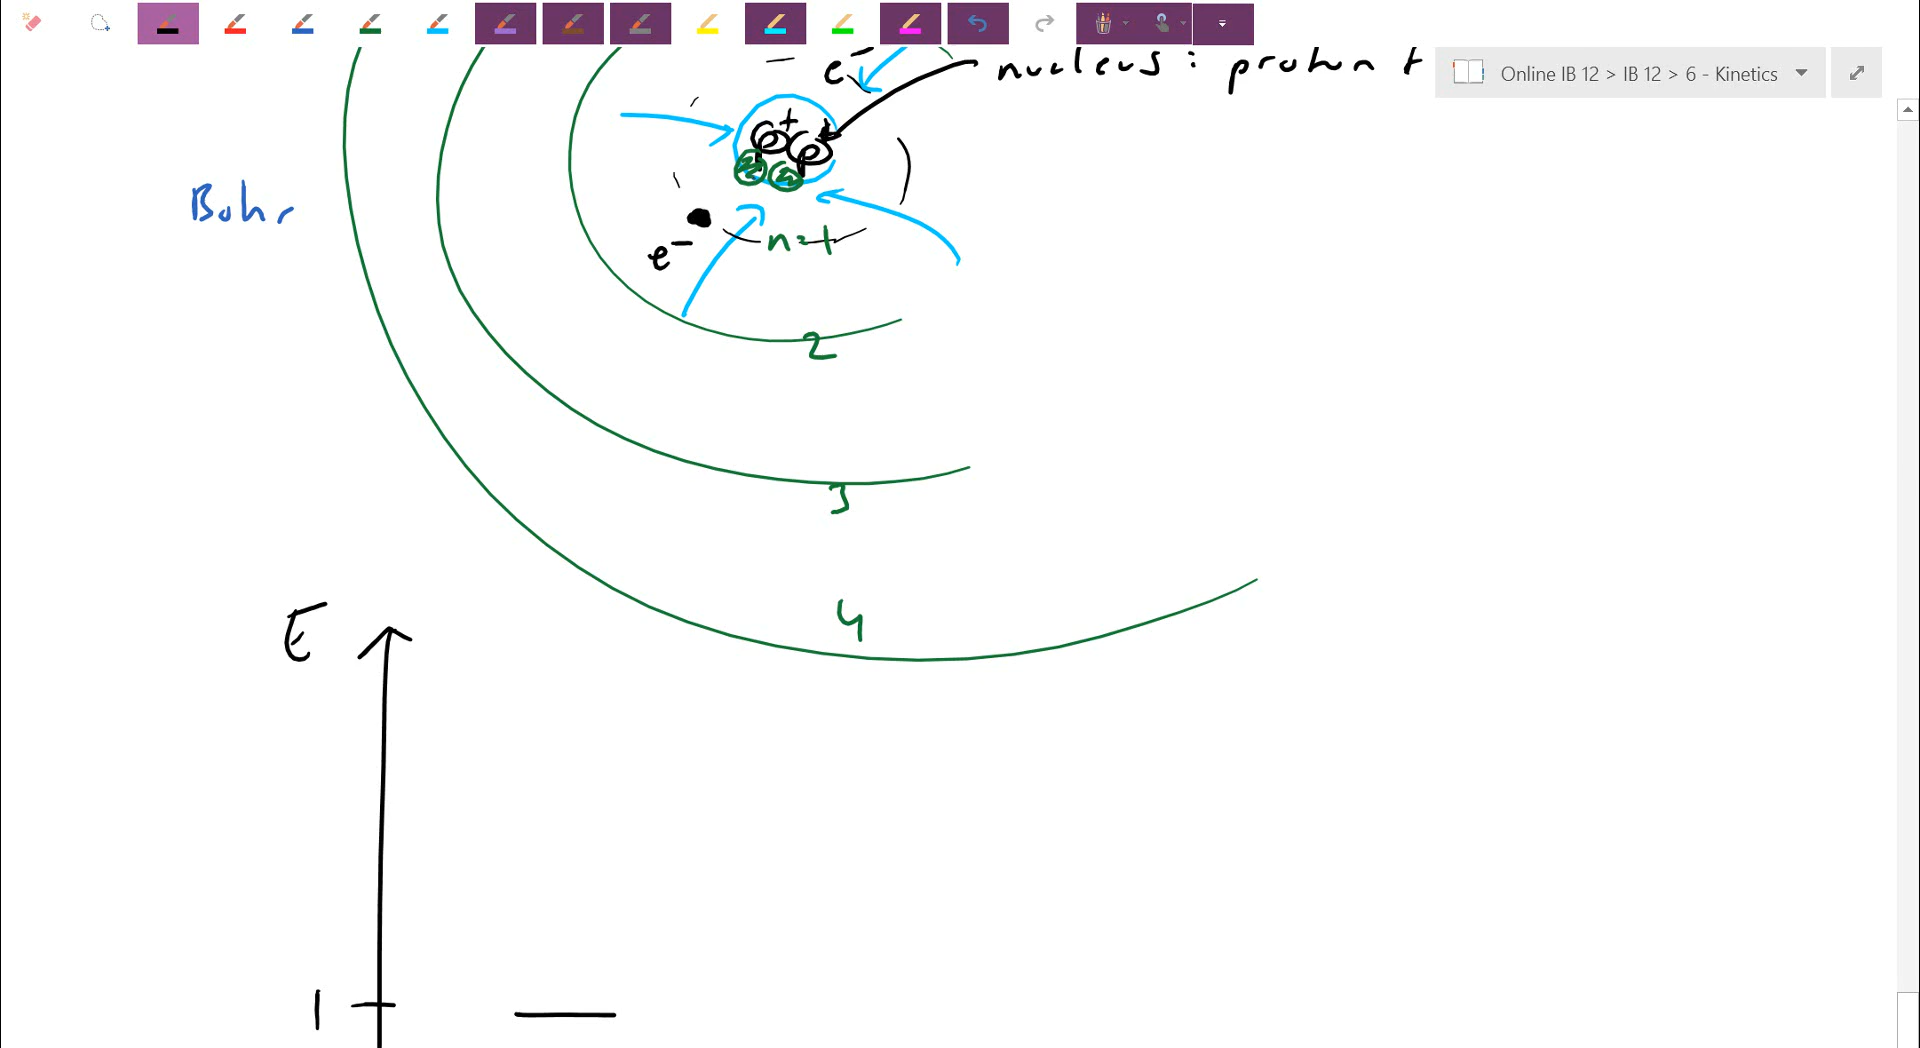 e⁻ nucleus : proton +
Online IB 12 > IB 12 > 6 - Kinetics
p⁺ p⁺
Bohr
n=1
e⁻
2
3
4
E
1